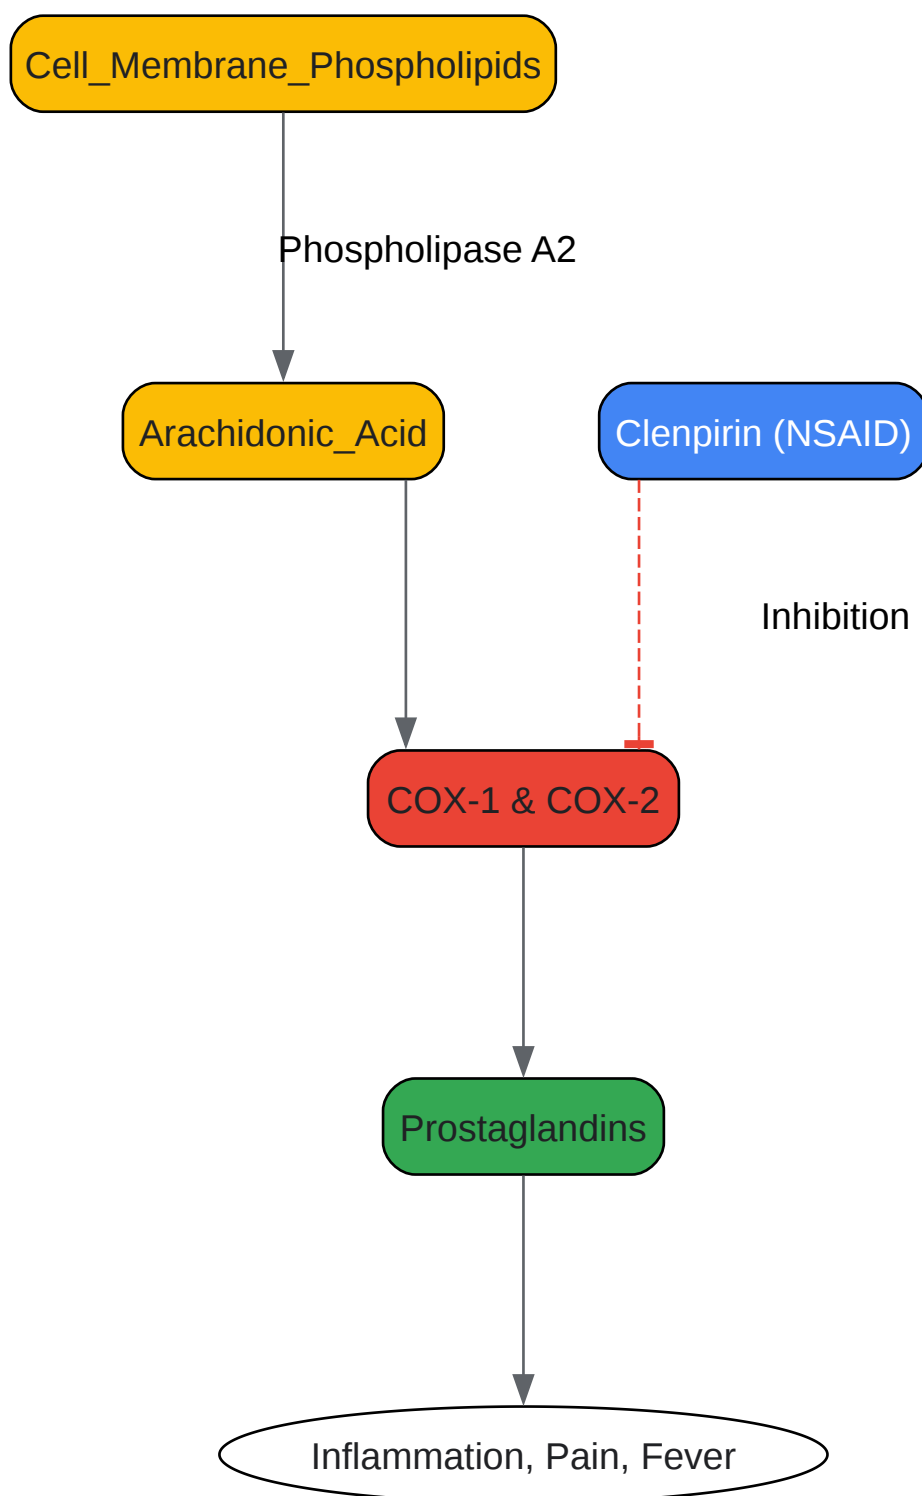 Cell_Membrane_Phospholipids
Phospholipase A2
Arachidonic_Acid
Clenpirin (NSAID)
Inhibition
COX-1 & COX-2
Prostaglandins
Inflammation, Pain, Fever